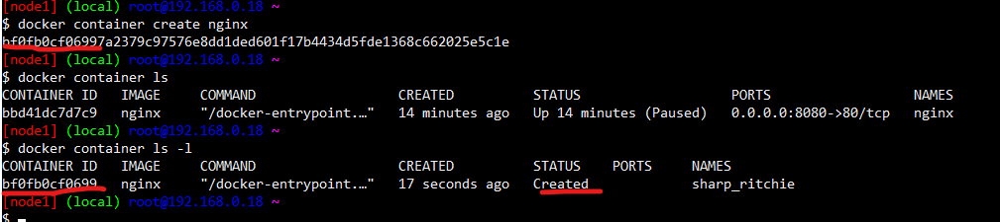 [node1] (local) root@192.168.0.18 ~
$ docker container create nginx
bf0fb0cf06997a2379c97576e8dd1ded601f17b4434d5fde1368c662025e5c1e
[node1] (local) root@192.168.0.18 ~
$ docker container ls
CONTAINER ID   IMAGE     COMMAND                  CREATED          STATUS                   PORTS                  NAMES
bbd41dc7d7c9   nginx     "/docker-entrypoint.…"   14 minutes ago   Up 14 minutes (Paused)   0.0.0.0:8080->80/tcp   nginx
[node1] (local) root@192.168.0.18 ~
$ docker container ls -l
CONTAINER ID   IMAGE     COMMAND                  CREATED          STATUS    PORTS     NAMES
bf0fb0cf0699   nginx     "/docker-entrypoint.…"   17 seconds ago   Created             sharp_ritchie
[node1] (local) root@192.168.0.18 ~
$